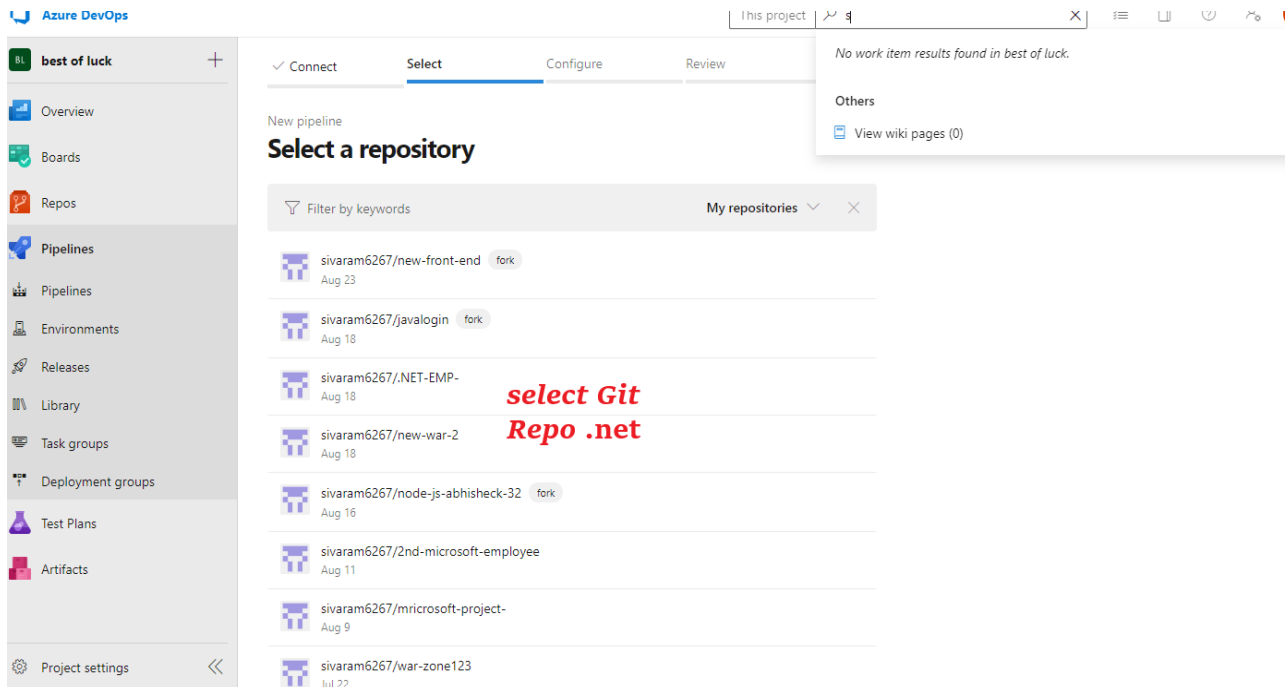 Azure DevOps
This project
s
BL best of luck
Overview
Boards
Repos
Pipelines
Pipelines
Environments
Releases
Library
Task groups
Deployment groups
Test Plans
Artifacts
Project settings
Connect
Select
Configure
Review
No work item results found in best of luck.
Others
View wiki pages (0)
New pipeline
Select a repository
Filter by keywords
My repositories
sivaram6267/new-front-end fork
Aug 23
sivaram6267/javalogin fork
Aug 18
sivaram6267/.NET-EMP-
Aug 18
select Git
Repo .net
sivaram6267/new-war-2
Aug 18
sivaram6267/node-js-abhisheck-32 fork
Aug 16
sivaram6267/2nd-microsoft-employee
Aug 11
sivaram6267/mricrosoft-project-
Aug 9
sivaram6267/war-zone123
Jul 22